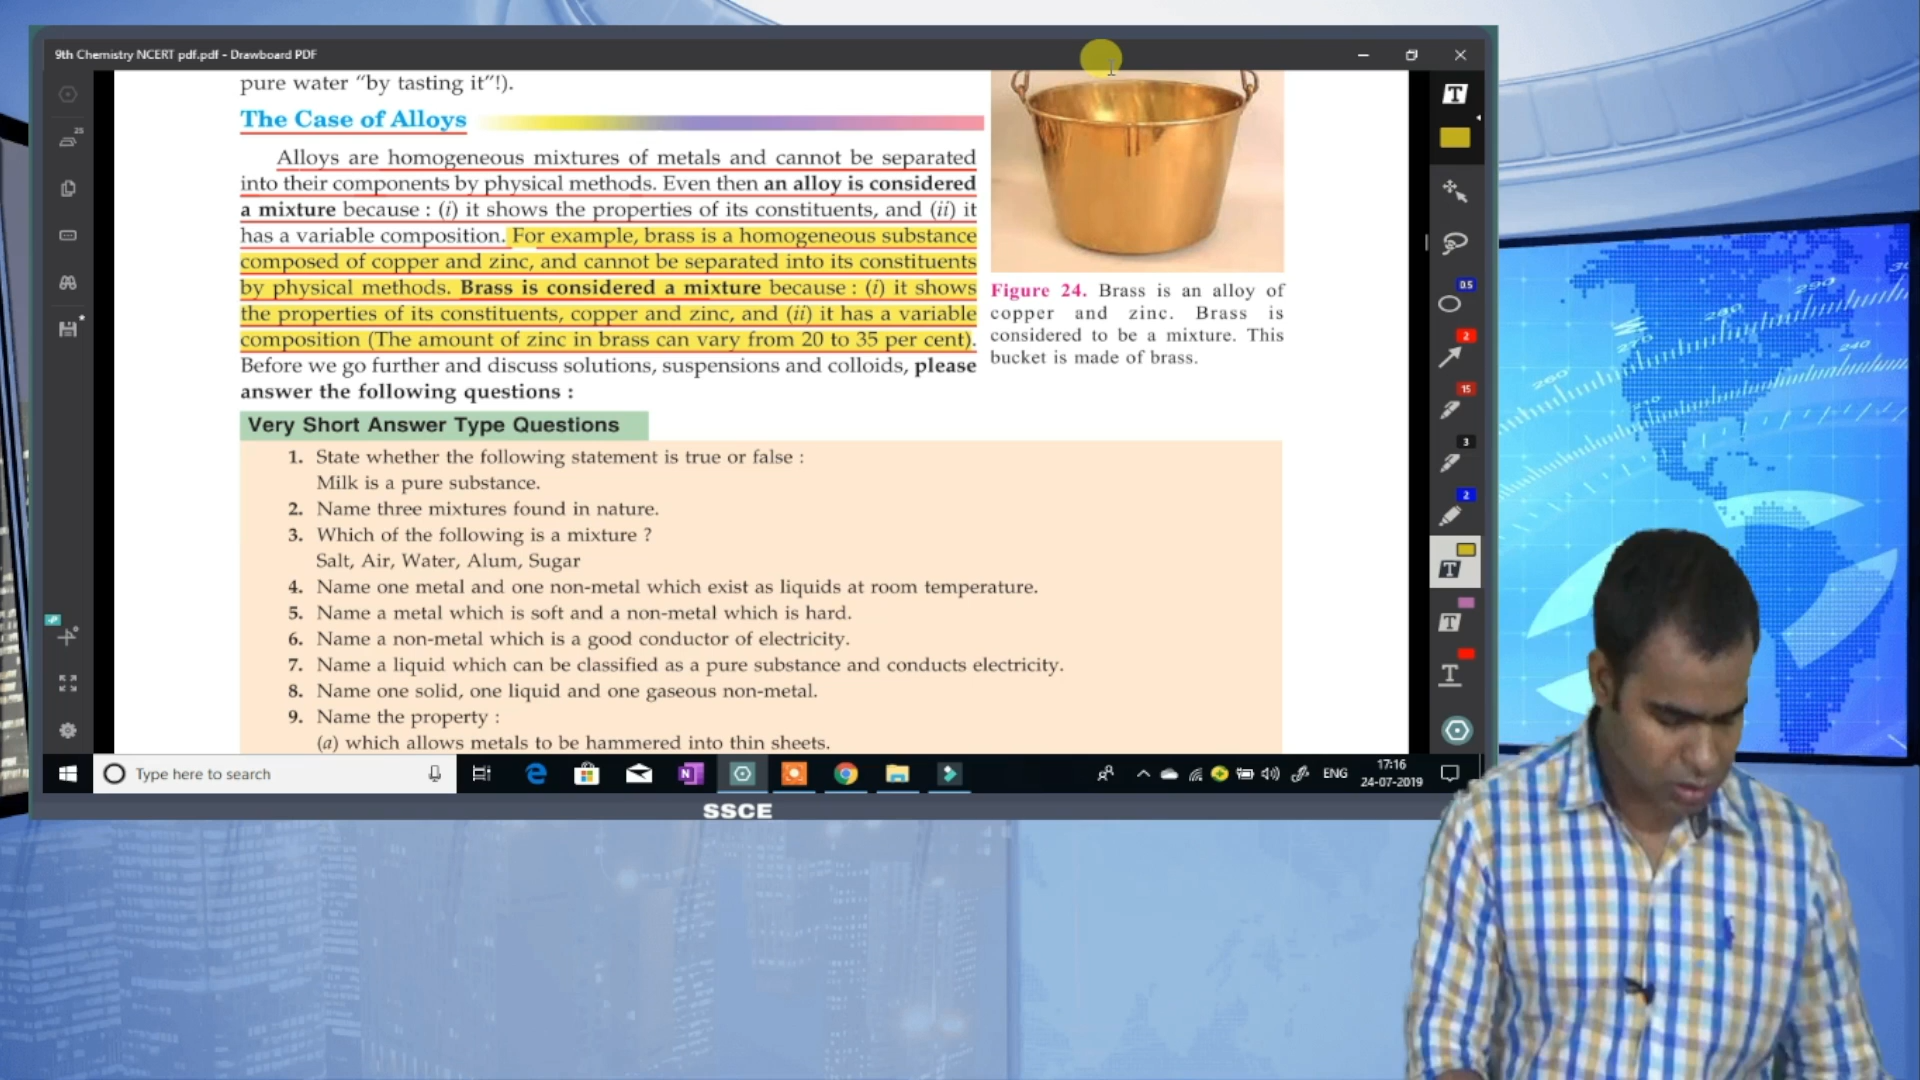 9th Chemistry NCERT pdf.pdf - Drawboard PDF
pure water “by tasting it”!).
The Case of Alloys
Alloys are homogeneous mixtures of metals and cannot be separated
into their components by physical methods. Even then an alloy is considered
a mixture because : (i) it shows the properties of its constituents, and (ii) it
has a variable composition. For example, brass is a homogeneous substance
composed of copper and zinc, and cannot be separated into its constituents
by physical methods. Brass is considered a mixture because : (i) it shows
the properties of its constituents, copper and zinc, and (ii) it has a variable
composition (The amount of zinc in brass can vary from 20 to 35 per cent).
Before we go further and discuss solutions, suspensions and colloids, please
answer the following questions :
Figure 24. Brass is an alloy of
copper and zinc. Brass is
considered to be a mixture. This
bucket is made of brass.
Very Short Answer Type Questions
1. State whether the following statement is true or false :
Milk is a pure substance.
2. Name three mixtures found in nature.
3. Which of the following is a mixture ?
Salt, Air, Water, Alum, Sugar
4. Name one metal and one non-metal which exist as liquids at room temperature.
5. Name a metal which is soft and a non-metal which is hard.
6. Name a non-metal which is a good conductor of electricity.
7. Name a liquid which can be classified as a pure substance and conducts electricity.
8. Name one solid, one liquid and one gaseous non-metal.
9. Name the property :
(a) which allows metals to be hammered into thin sheets.
25
T
0.5
2
15
3
2
T
T
T
Type here to search
N
ENG
17:16
24-07-2019
SSCE
290
280
270
260
240